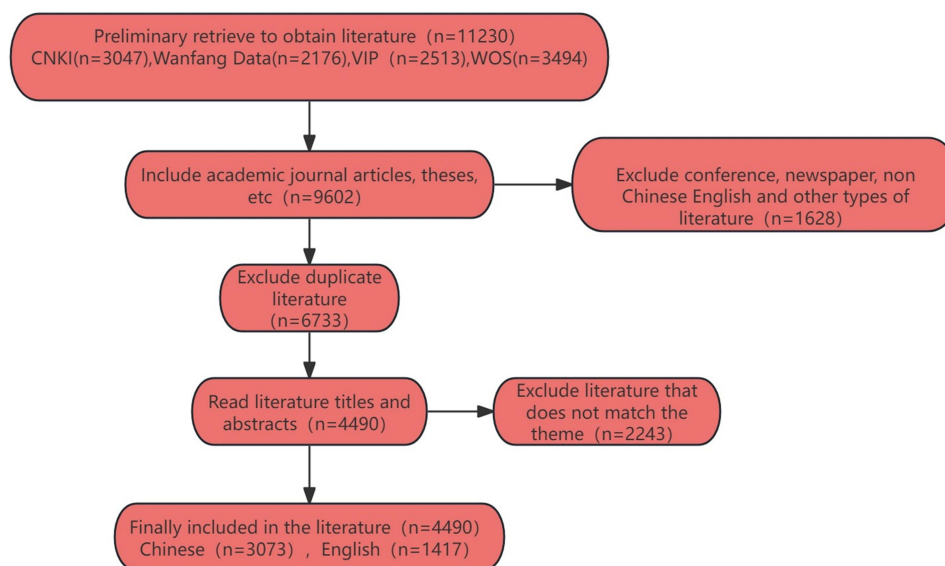 Preliminary retrieve to obtain literature (n=11230)
CNKI(n=3047),Wanfang Data(n=2176),VIP (n=2513),WOS(n=3494)
Include academic journal articles, theses,
etc (n=9602)
Exclude conference, newspaper, non
Chinese English and other types of
literature (n=1628)
Exclude duplicate
literature
(n=6733)
Read literature titles and
abstracts (n=4490)
Exclude literature that
does not match the
theme (n=2243)
Finally included in the literature (n=4490)
Chinese (n=3073) , English (n=1417)